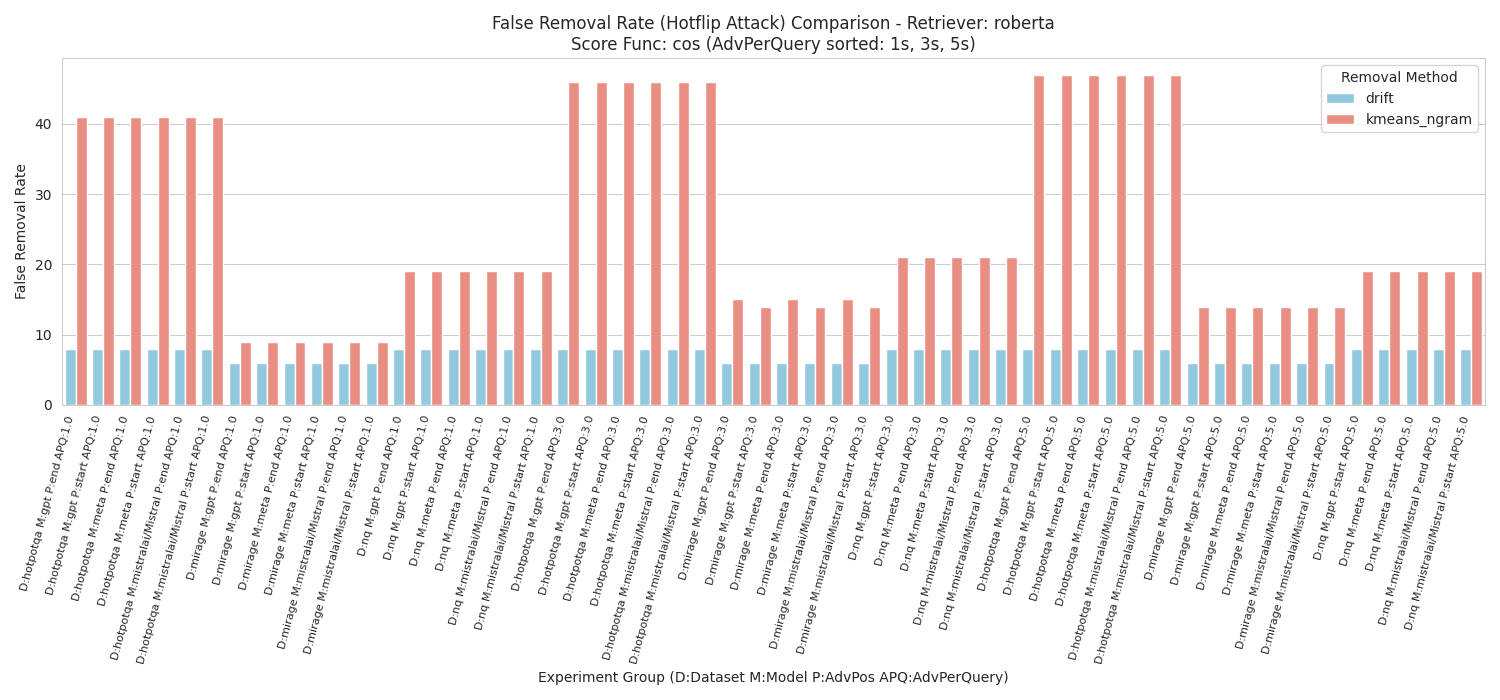 False Removal Rate (Hotflip Attack) Comparison - Retriever: roberta
Score Func: cos (AdvPerQuery sorted: 1s, 3s, 5s)
Removal Method
drift
kmeans_ngram
False Removal Rate
40
30
20
10
0
D:hotpotqa M:gpt P:end APQ:1.0
D:hotpotqa M:gpt P:start APQ:1.0
D:hotpotqa M:meta P:end APQ:1.0
D:hotpotqa M:meta P:start APQ:1.0
D:hotpotqa M:mistralai/Mistral P:end APQ:1.0
D:hotpotqa M:mistralai/Mistral P:start APQ:1.0
D:mirage M:gpt P:end APQ:1.0
D:mirage M:gpt P:start APQ:1.0
D:mirage M:meta P:end APQ:1.0
D:mirage M:meta P:start APQ:1.0
D:mirage M:mistralai/Mistral P:end APQ:1.0
D:mirage M:mistralai/Mistral P:start APQ:1.0
D:nq M:gpt P:end APQ:1.0
D:nq M:gpt P:start APQ:1.0
D:nq M:meta P:end APQ:1.0
D:nq M:meta P:start APQ:1.0
D:nq M:mistralai/Mistral P:end APQ:1.0
D:nq M:mistralai/Mistral P:start APQ:1.0
D:hotpotqa M:gpt P:end APQ:3.0
D:hotpotqa M:gpt P:start APQ:3.0
D:hotpotqa M:meta P:end APQ:3.0
D:hotpotqa M:meta P:start APQ:3.0
D:hotpotqa M:mistralai/Mistral P:end APQ:3.0
D:hotpotqa M:mistralai/Mistral P:start APQ:3.0
D:mirage M:gpt P:end APQ:3.0
D:mirage M:gpt P:start APQ:3.0
D:mirage M:meta P:end APQ:3.0
D:mirage M:meta P:start APQ:3.0
D:mirage M:mistralai/Mistral P:end APQ:3.0
D:mirage M:mistralai/Mistral P:start APQ:3.0
D:nq M:gpt P:start APQ:3.0
D:nq M:meta P:end APQ:3.0
D:nq M:meta P:start APQ:3.0
D:nq M:mistralai/Mistral P:end APQ:3.0
D:nq M:mistralai/Mistral P:start APQ:3.0
D:hotpotqa M:gpt P:end APQ:5.0
D:hotpotqa M:gpt P:start APQ:5.0
D:hotpotqa M:meta P:end APQ:5.0
D:hotpotqa M:meta P:start APQ:5.0
D:hotpotqa M:mistralai/Mistral P:end APQ:5.0
D:hotpotqa M:mistralai/Mistral P:start APQ:5.0
D:mirage M:gpt P:end APQ:5.0
D:mirage M:gpt P:start APQ:5.0
D:mirage M:meta P:end APQ:5.0
D:mirage M:meta P:start APQ:5.0
D:mirage M:mistralai/Mistral P:end APQ:5.0
D:mirage M:mistralai/Mistral P:start APQ:5.0
D:nq M:gpt P:start APQ:5.0
D:nq M:meta P:end APQ:5.0
D:nq M:meta P:start APQ:5.0
D:nq M:mistralai/Mistral P:end APQ:5.0
D:nq M:mistralai/Mistral P:start APQ:5.0
Experiment Group (D:Dataset M:Model P:AdvPos APQ:AdvPerQuery)